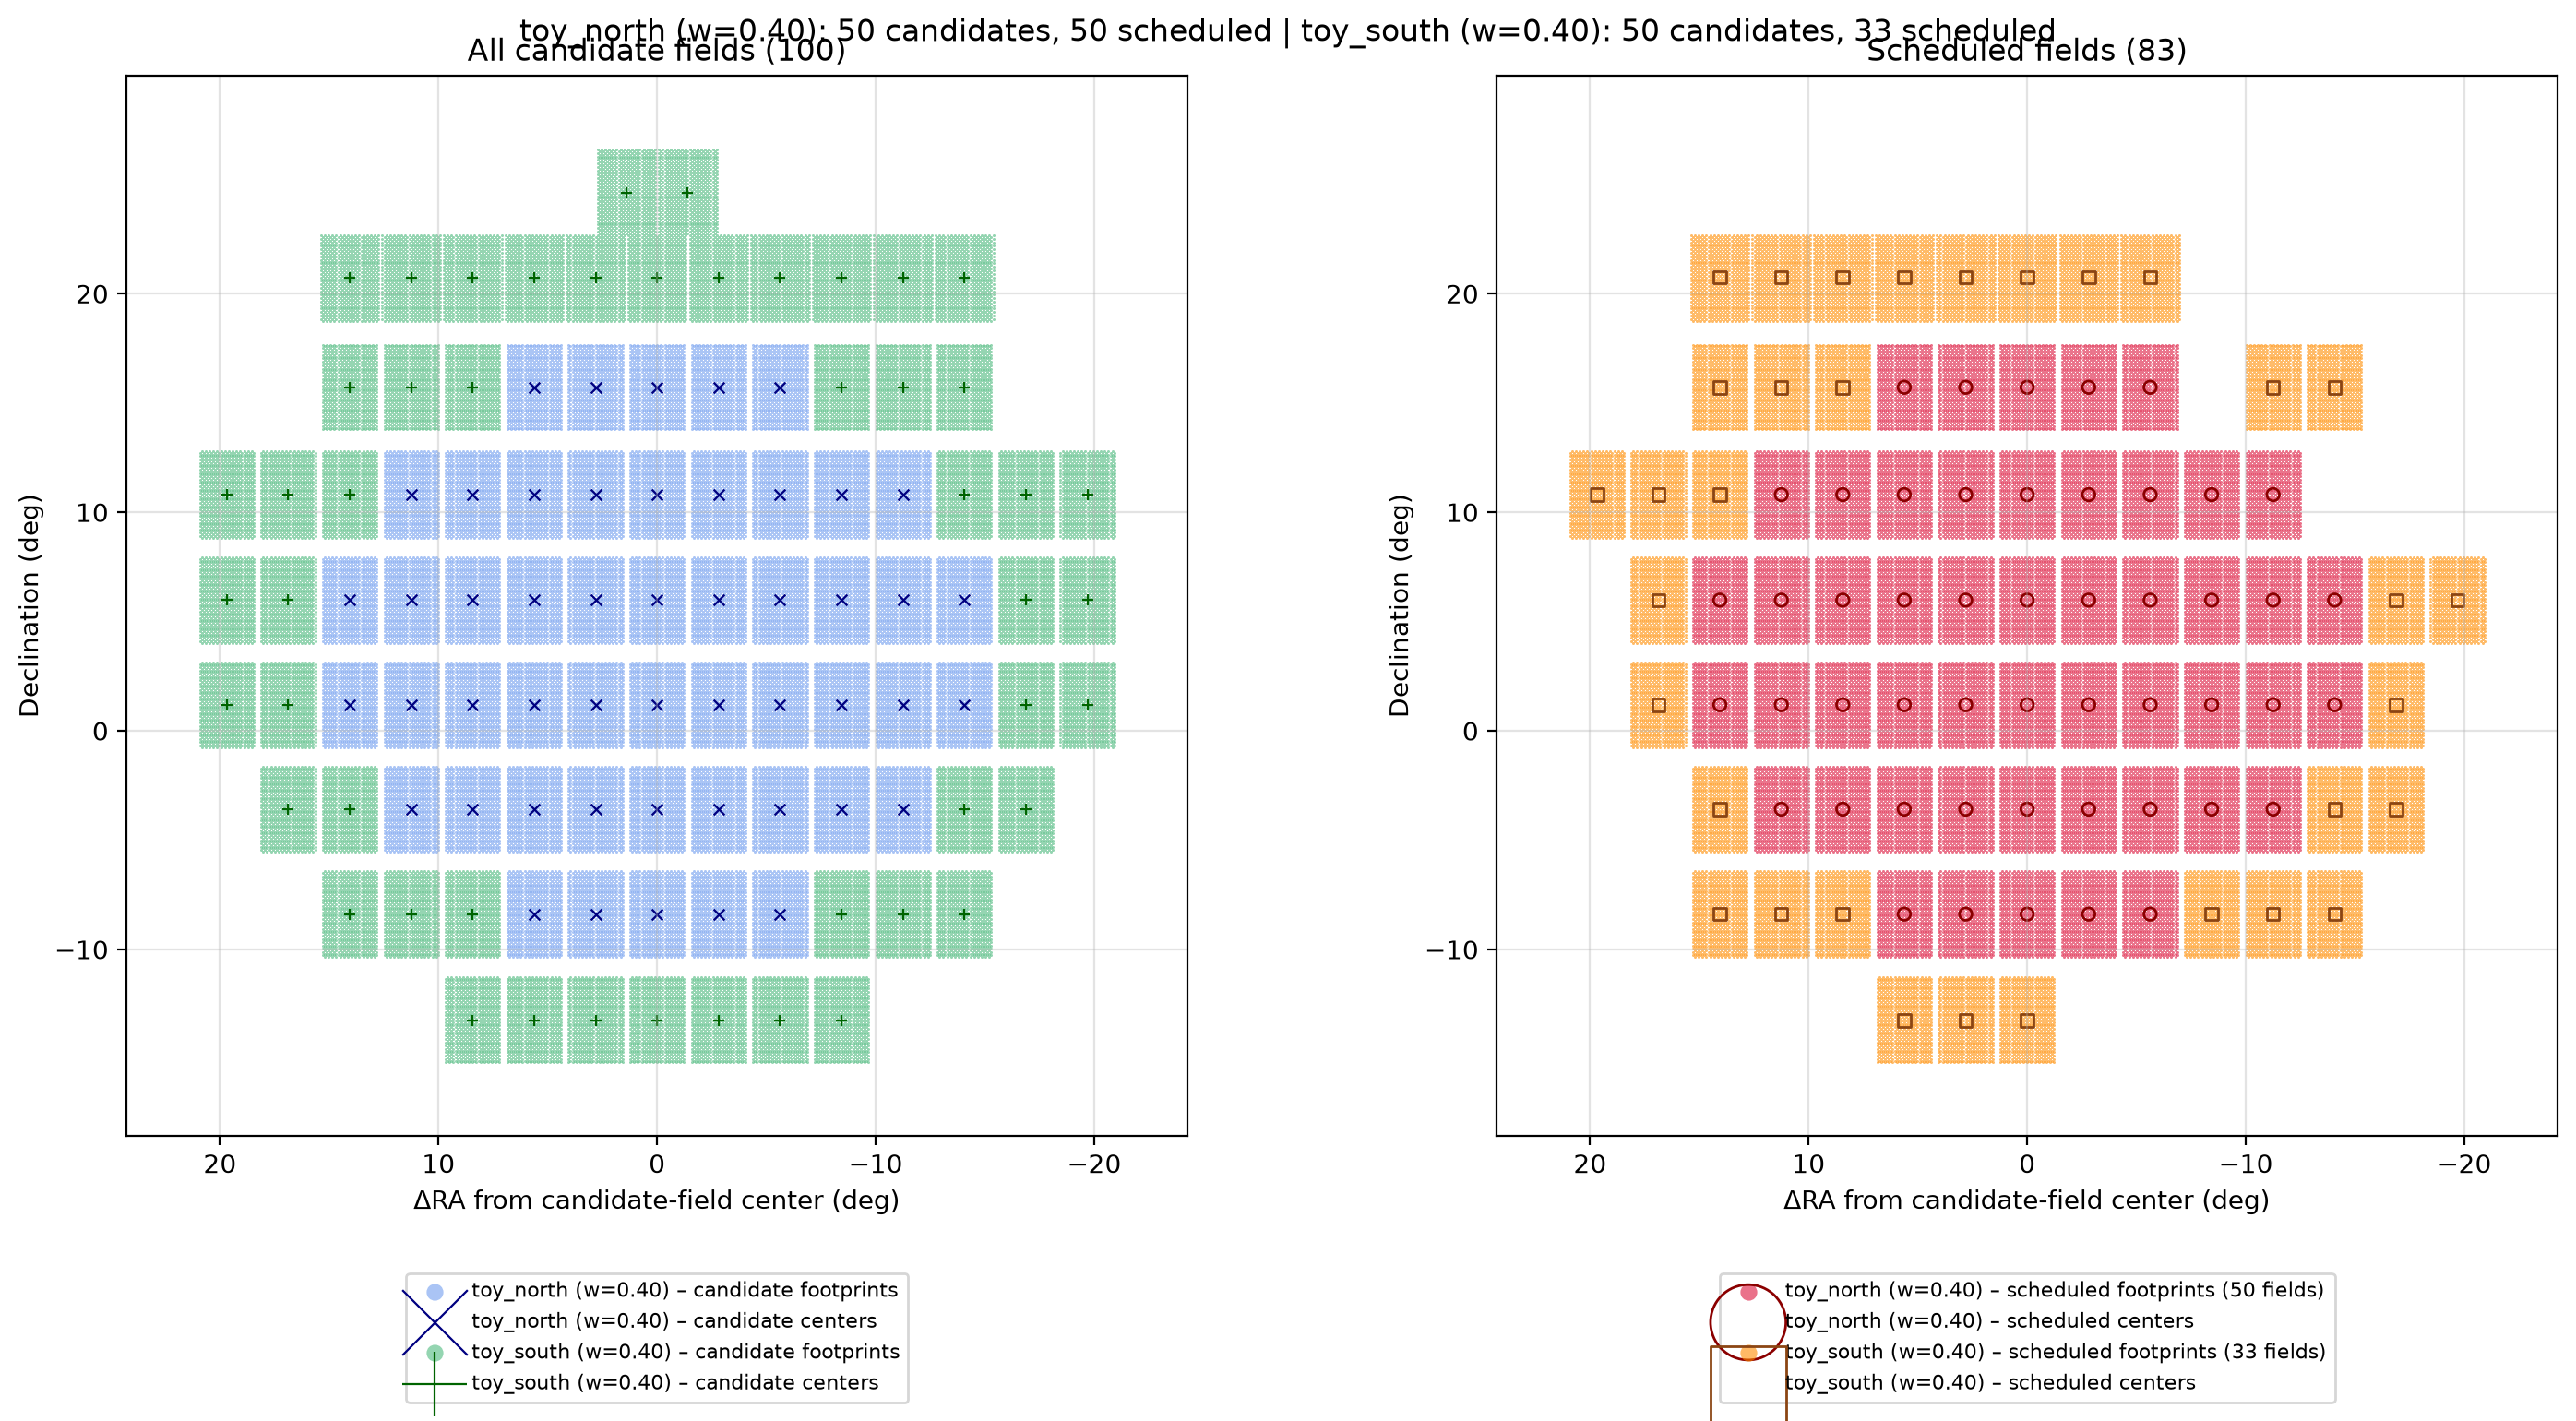 toy_north (w=0.40): 50 candidates, 50 scheduled | toy_south (w=0.40): 50 candidates, 33 scheduled
All candidate fields (100)
Declination (deg)
20
10
0
−10
20
10
0
−10
−20
ΔRA from candidate-field center (deg)
toy_north (w=0.40) – candidate footprints
toy_north (w=0.40) – candidate centers
toy_south (w=0.40) – candidate footprints
toy_south (w=0.40) – candidate centers
Scheduled fields (83)
Declination (deg)
20
10
0
−10
20
10
0
−10
−20
ΔRA from candidate-field center (deg)
toy_north (w=0.40) – scheduled footprints (50 fields)
toy_north (w=0.40) – scheduled centers
toy_south (w=0.40) – scheduled footprints (33 fields)
toy_south (w=0.40) – scheduled centers